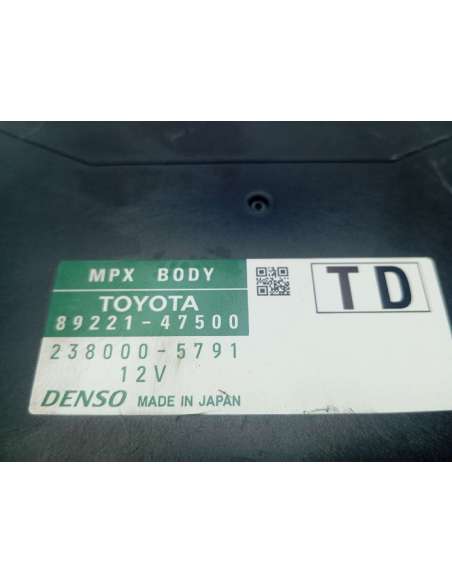 MPX BODY
TOYOTA
89221-47500
238000-5791
12V
DENSO MADE IN JAPAN
TD